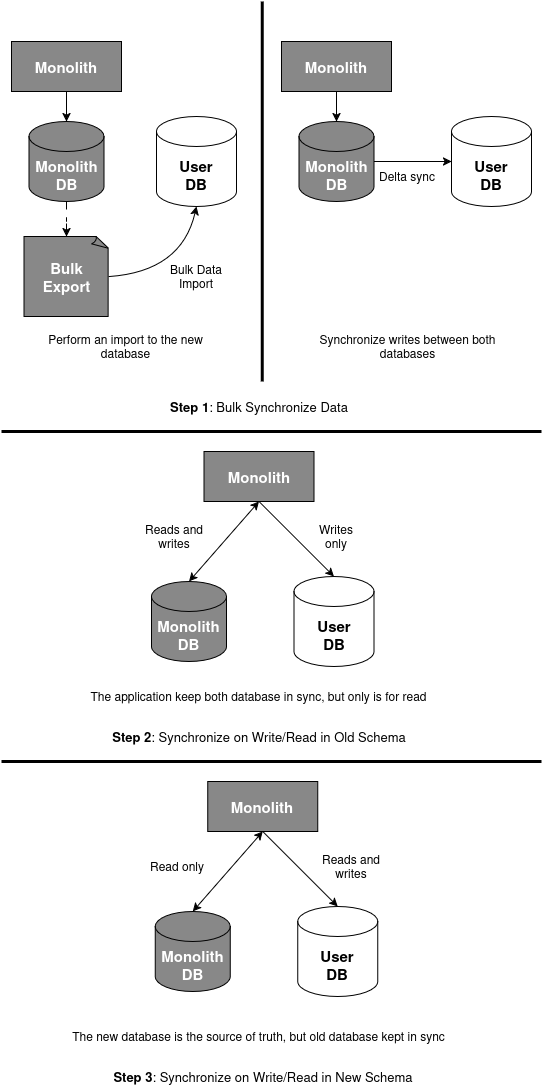 Monolith
Monolith
DB
User
DB
Bulk
Export
Bulk Data
Import
Perform an import to the new
database
Monolith
Monolith
DB
Delta sync
User
DB
Synchronize writes between both
databases
Step 1: Bulk Synchronize Data
Monolith
Reads and
writes
Writes
only
Monolith
DB
User
DB
The application keep both database in sync, but only is for read
Step 2: Synchronize on Write/Read in Old Schema
Monolith
Read only
Reads and
writes
Monolith
DB
User
DB
The new database is the source of truth, but old database kept in sync
Step 3: Synchronize on Write/Read in New Schema